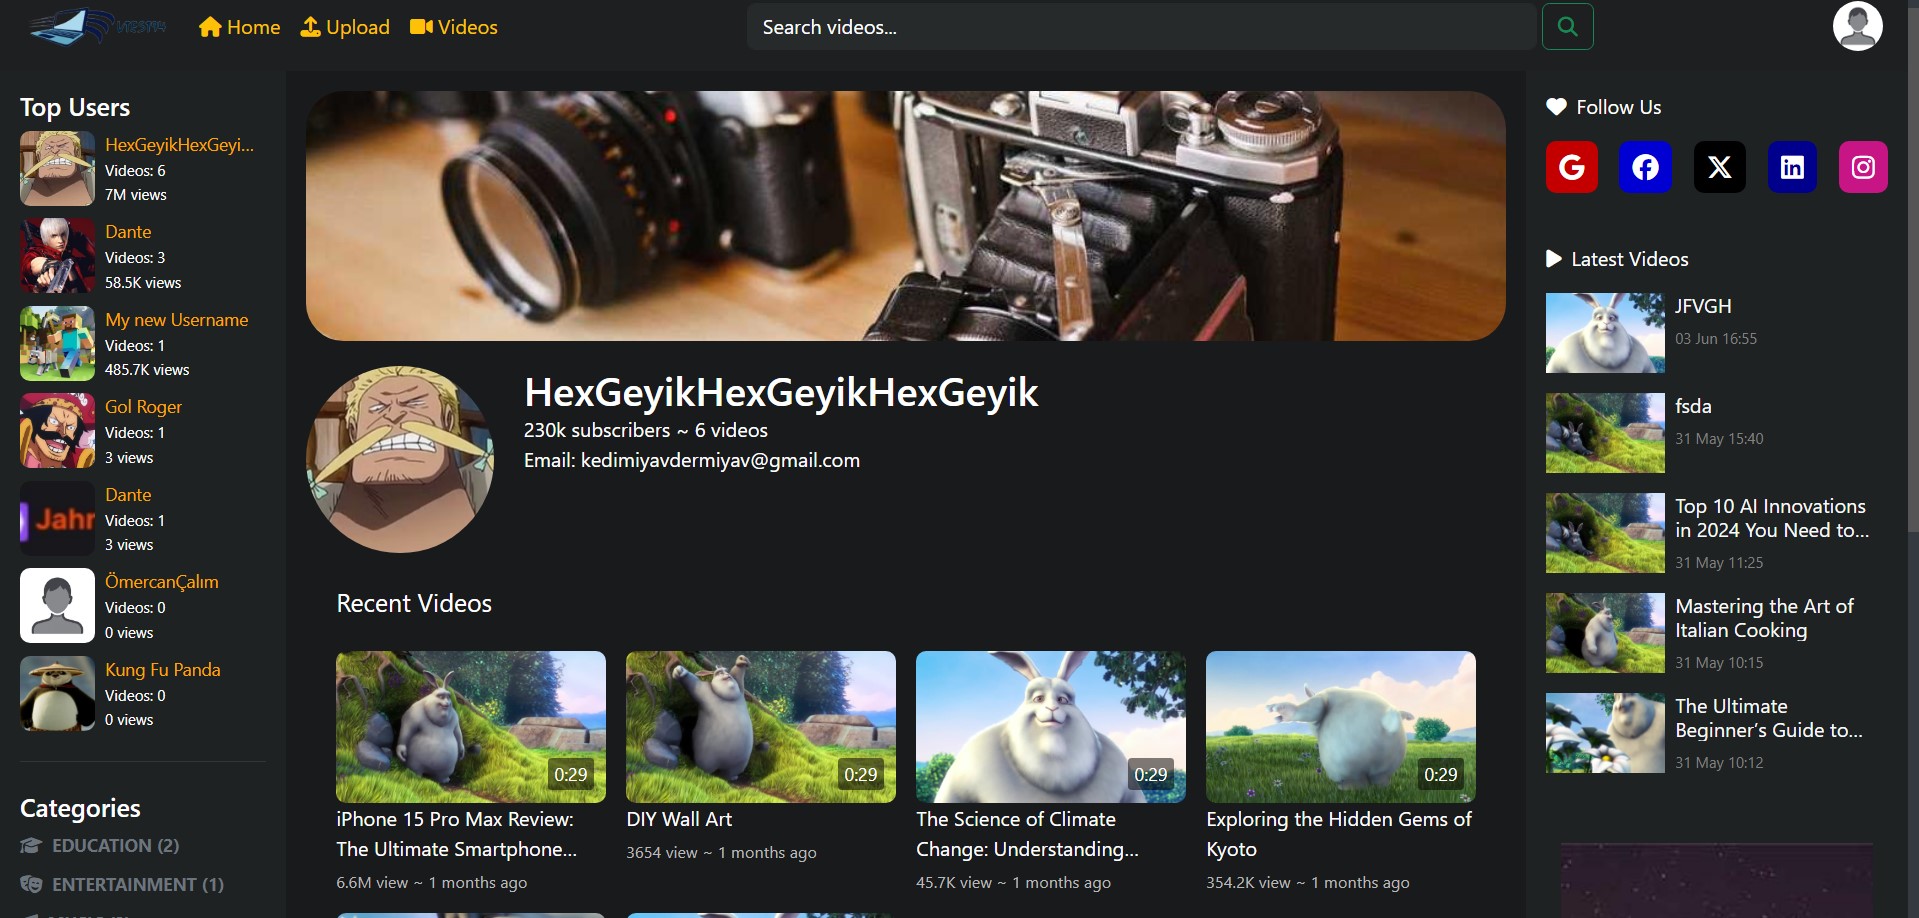 Home
Upload
Videos
Search videos...
Top Users
HexGeyikHexGeyi...
Videos: 6
7M views
Dante
Videos: 3
58.5K views
My new Username
Videos: 1
485.7K views
Gol Roger
Videos: 1
3 views
Jahr
Dante
Videos: 1
3 views
ÖmercanÇalım
Videos: 0
0 views
Kung Fu Panda
Videos: 0
0 views
Categories
EDUCATION (2)
ENTERTAINMENT (1)
HexGeyikHexGeyikHexGeyik
230k subscribers ~ 6 videos
Email: kedimiyavdermiyav@gmail.com
Recent Videos
0:29
iPhone 15 Pro Max Review:
The Ultimate Smartphone...
6.6M view ~ 1 months ago
0:29
DIY Wall Art
3654 view ~ 1 months ago
0:29
The Science of Climate
Change: Understanding...
45.7K view ~ 1 months ago
0:29
Exploring the Hidden Gems of
Kyoto
354.2K view ~ 1 months ago
Follow Us
Latest Videos
JFVGH
03 Jun 16:55
fsda
31 May 15:40
Top 10 AI Innovations
in 2024 You Need to...
31 May 11:25
Mastering the Art of
Italian Cooking
31 May 10:15
The Ultimate
Beginner’s Guide to...
31 May 10:12